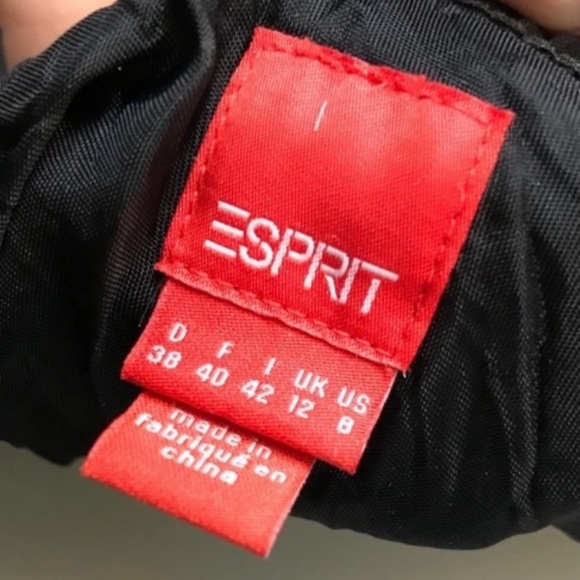 ESPRIT
D F I UK US
38 40 42 12 8
made in
fabriqué en
china